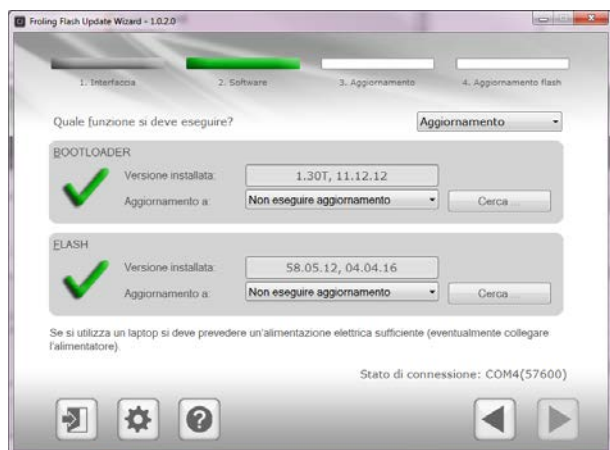 Froling Flash Update Wizard - 1.0.2.0
1. Interfaccia 2. Software 3. Aggiornamento 4. Aggiornamento flash
Quale funzione si deve eseguire? Aggiornamento
BOOTLOADER
Versione installata: 1.30T, 11.12.12
Aggiornamento a: Non eseguire aggiornamento Cerca ...
FLASH
Versione installata: 58.05.12, 04.04.16
Aggiornamento a: Non eseguire aggiornamento Cerca ...
Se si utilizza un laptop si deve prevedere un'alimentazione elettrica sufficiente (eventualmente collegare
l'alimentatore).
Stato di connessione: COM4(57600)